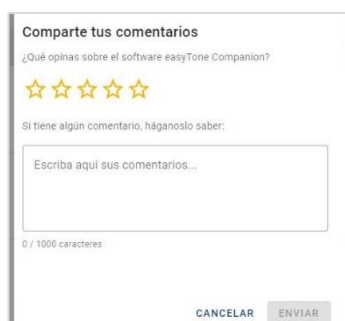 Comparte tus comentarios
¿Qué opinas sobre el software easyTone Companion?
Si tiene algún comentario, háganoslo saber:
Escriba aquí sus comentarios...
0 / 1000 caracteres
CANCELAR ENVIAR